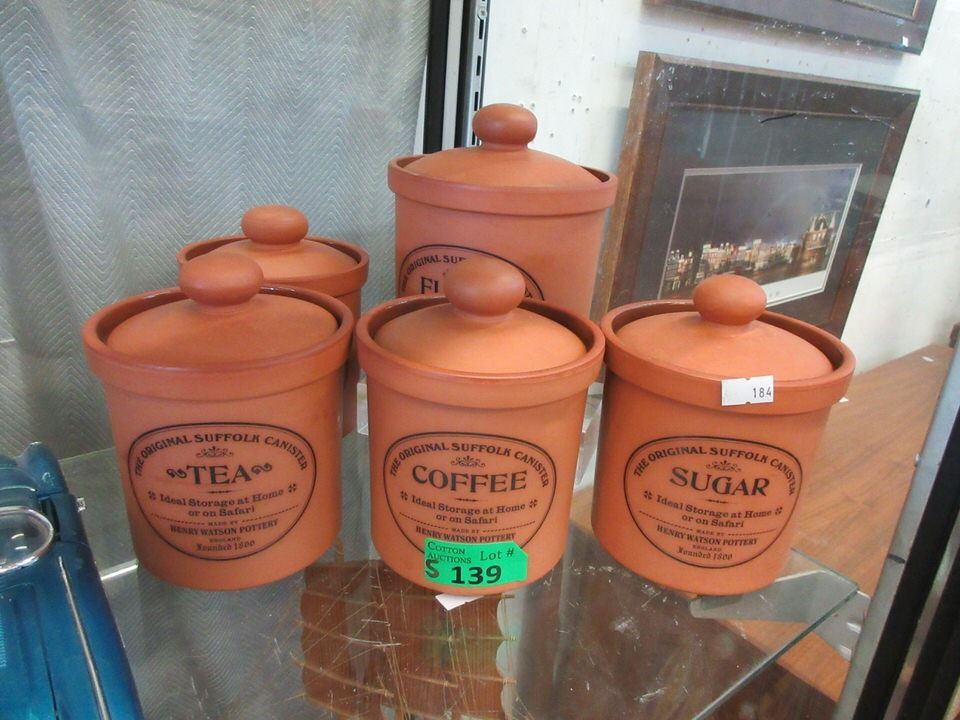 THE ORIGINAL SUFFOLK CANISTER
TEA
Ideal Storage at Home
or on Safari
MADE BY
HENRY WATSON POTTERY
ENGLAND
Founded 1800
THE ORIGINAL SUFFOLK CANISTER
COFFEE
Ideal Storage at Home
or on Safari
MADE BY
HENRY WATSON POTTERY
COTTON
AUCTIONS
Lot #
S 139
184
THE ORIGINAL SUFFOLK CANISTER
SUGAR
Ideal Storage at Home
or on Safari
MADE BY
HENRY WATSON POTTERY
ENGLAND
Founded 1800
THE ORIGINAL